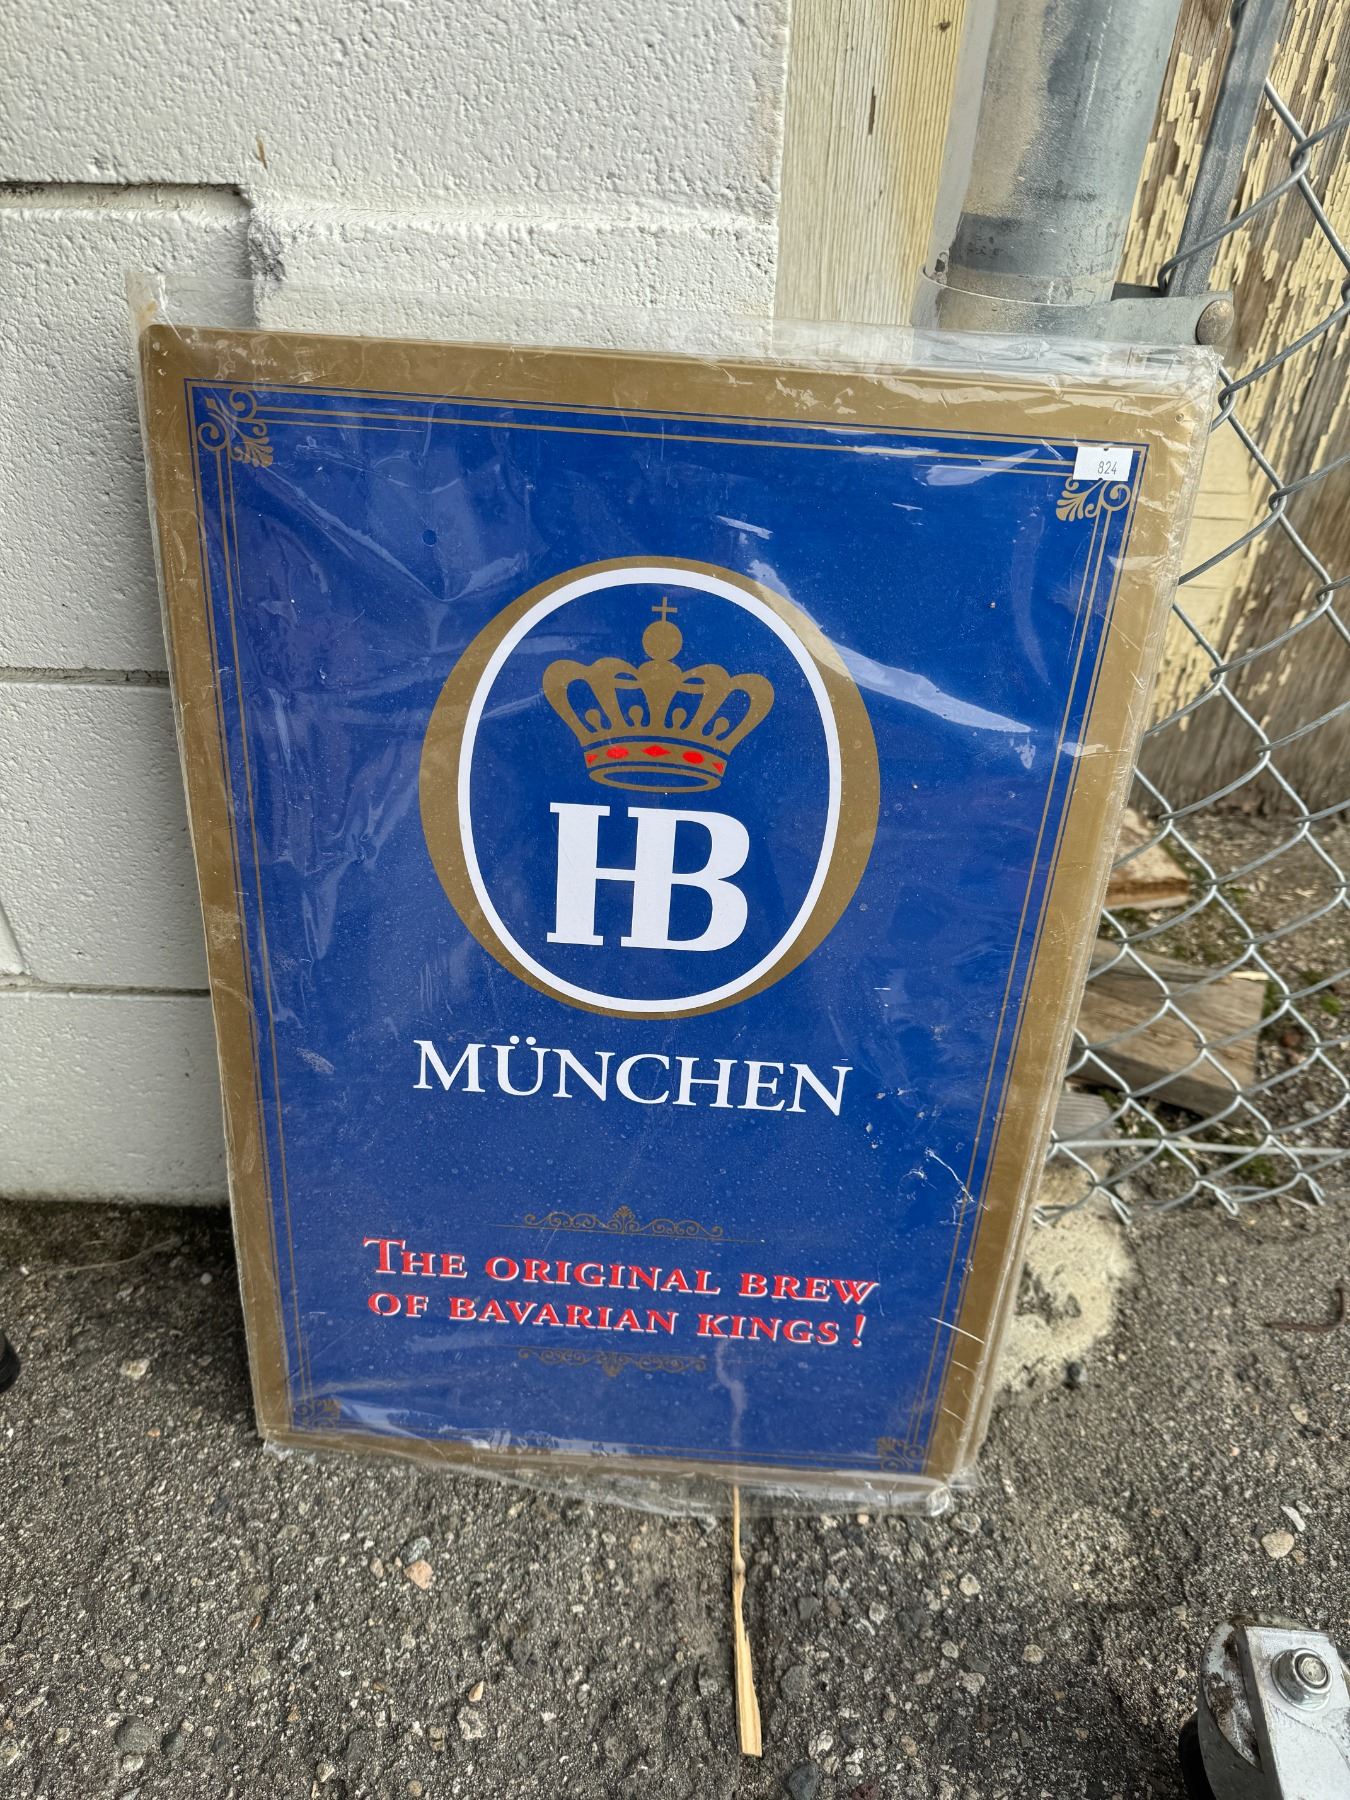 824
HB
MÜNCHEN
THE ORIGINAL BREW
OF BAVARIAN KINGS!